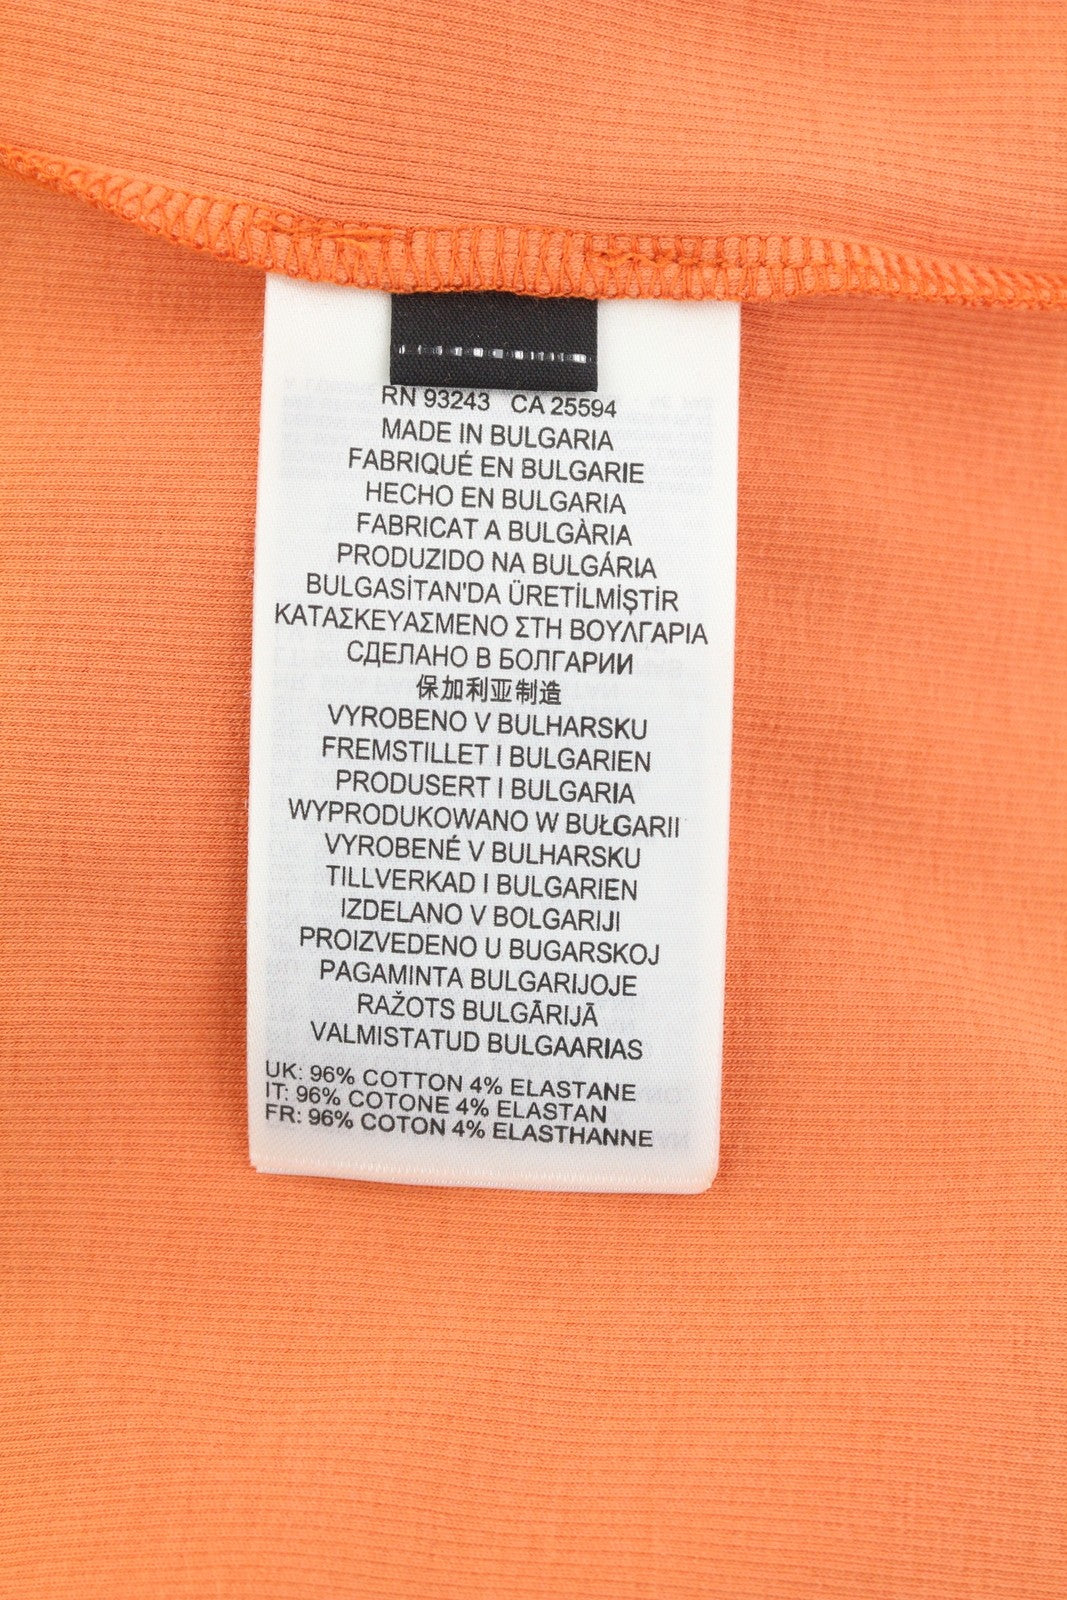 RN 93243 CA 25594
MADE IN BULGARIA
FABRIQUÉ EN BULGARIE
HECHO EN BULGARIA
FABRICAT A BULGÀRIA
PRODUZIDO NA BULGÁRIA
BULGASİTAN'DA ÜRETİLMİŞTİR
ΚΑΤΑΣΚΕΥΑΣΜΕΝΟ ΣΤΗ ΒΟΥΛΓΑΡΙΑ
СДЕЛАНО В БОЛГАРИИ
保加利亚制造
VYROBENO V BULHARSKU
FREMSTILLET I BULGARIEN
PRODUSERT I BULGARIA
WYPRODUKOWANO W BUŁGARII
VYROBENÉ V BULHARSKU
TILLVERKAD I BULGARIEN
IZDELANO V BOLGARIJI
PROIZVEDENO U BUGARSKOJ
PAGAMINTA BULGARIJOJE
RAŽOTS BULGĀRIJĀ
VALMISTATUD BULGAARIAS
UK: 96% COTTON 4% ELASTANE
IT: 96% COTONE 4% ELASTAN
FR: 96% COTON 4% ELASTHANNE